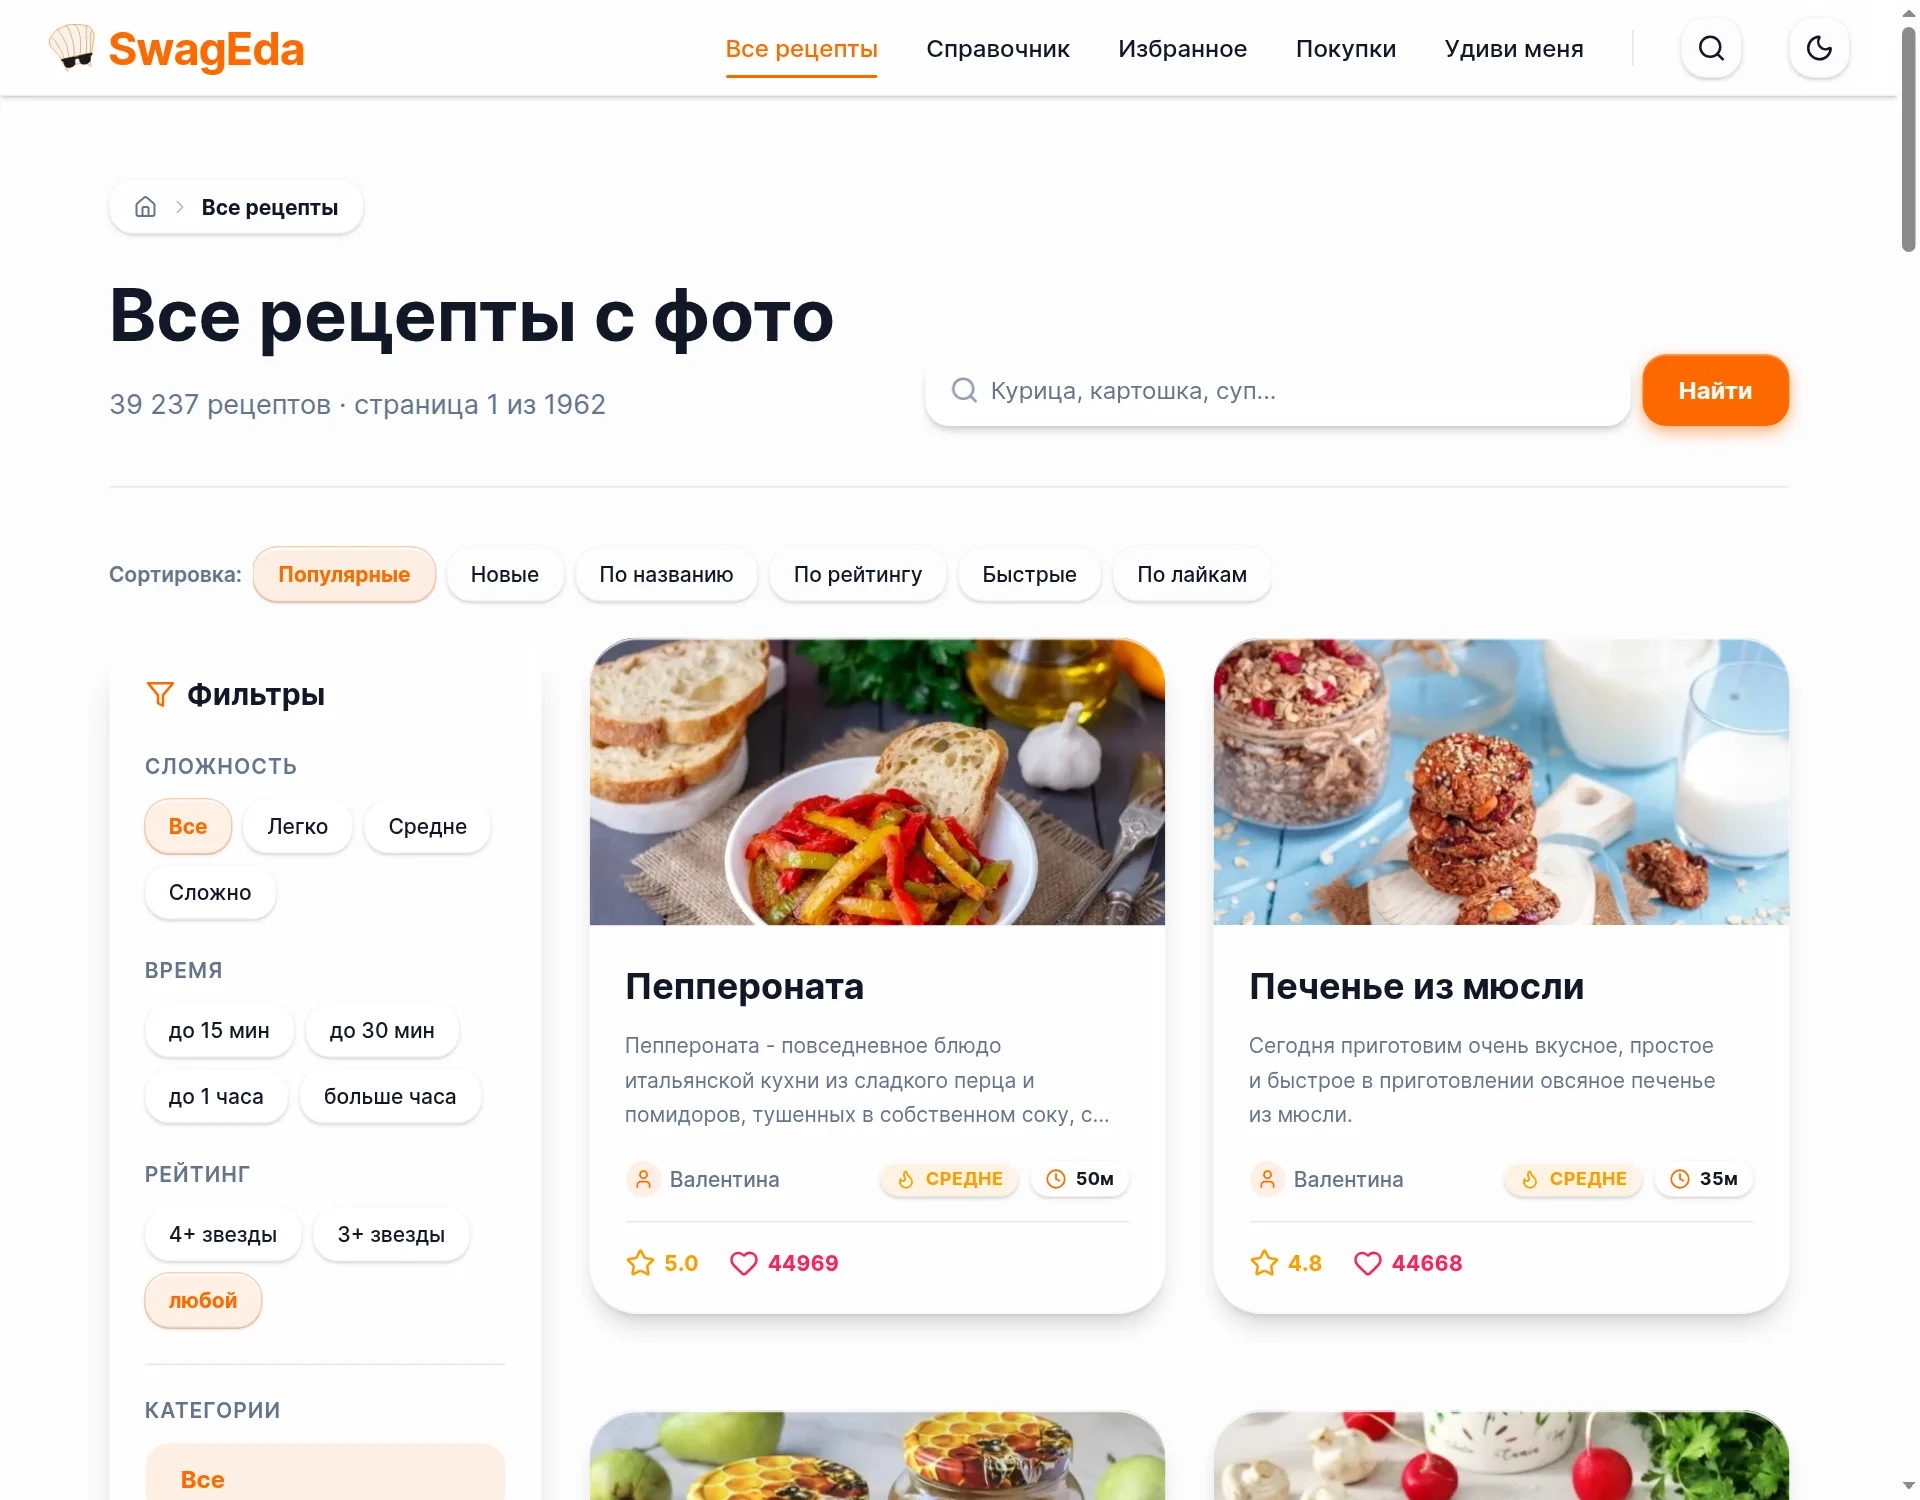 SwagEda
Все рецепты
Справочник
Избранное
Покупки
Удиви меня
Все рецепты
Все рецепты с фото
39 237 рецептов · страница 1 из 1962
Курица, картошка, суп...
Найти
Сортировка:
Популярные
Новые
По названию
По рейтингу
Быстрые
По лайкам
Фильтры
СЛОЖНОСТЬ
Все
Легко
Средне
Сложно
ВРЕМЯ
до 15 мин
до 30 мин
до 1 часа
больше часа
РЕЙТИНГ
4+ звезды
3+ звезды
любой
КАТЕГОРИИ
Все
Пепперoната
Пепперoната - повседневное блюдо
итальянской кухни из сладкого перца и
помидоров, тушенных в собственном соку, с...
Валентина
СРЕДНЕ
50м
5.0
44969
Печенье из мюсли
Сегодня приготовим очень вкусное, простое
и быстрое в приготовлении овсяное печенье
из мюсли.
Валентина
СРЕДНЕ
35м
4.8
44668